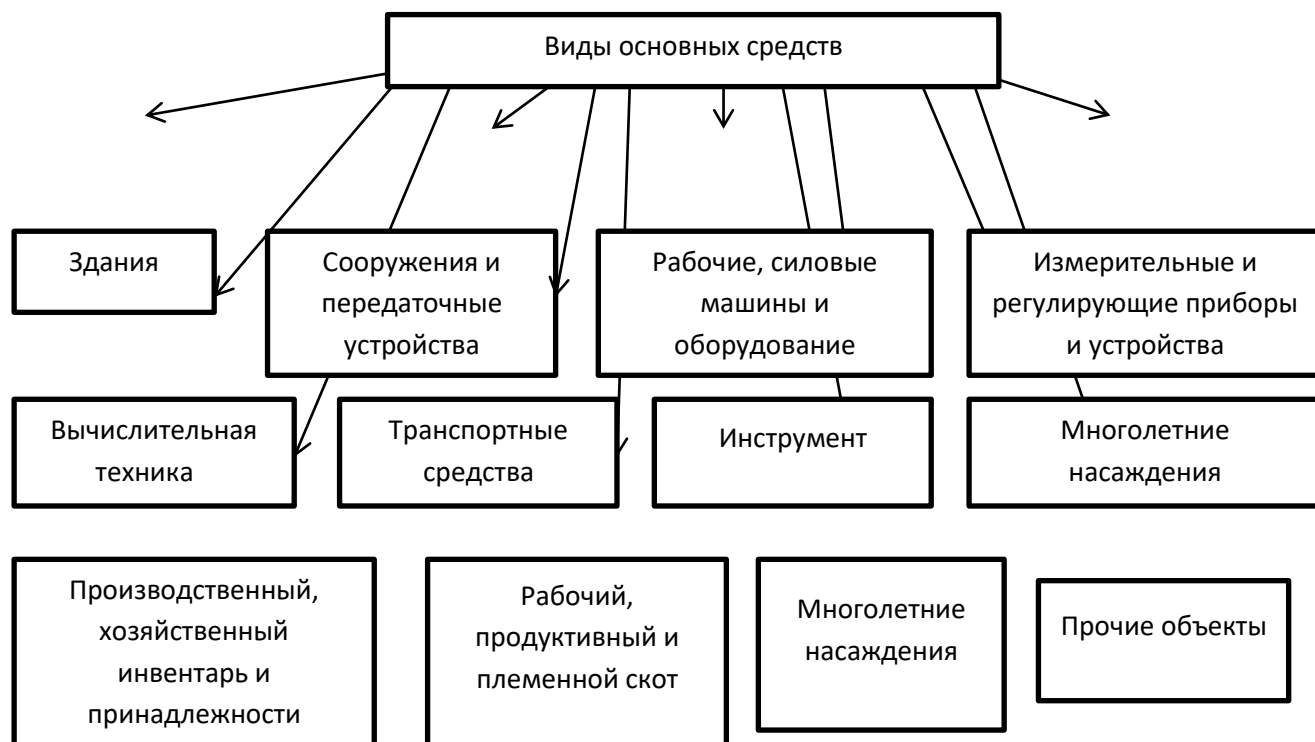 Виды основных средств
Здания
Сооружения и
передаточные
устройства
Рабочие, силовые
машины и
оборудование
Измерительные и
регулирующие приборы
и устройства
Вычислительная
техника
Транспортные
средства
Инструмент
Многолетние
насаждения
Производственный,
хозяйственный
инвентарь и
принадлежности
Рабочий,
продуктивный и
племенной скот
Многолетние
насаждения
Прочие объекты